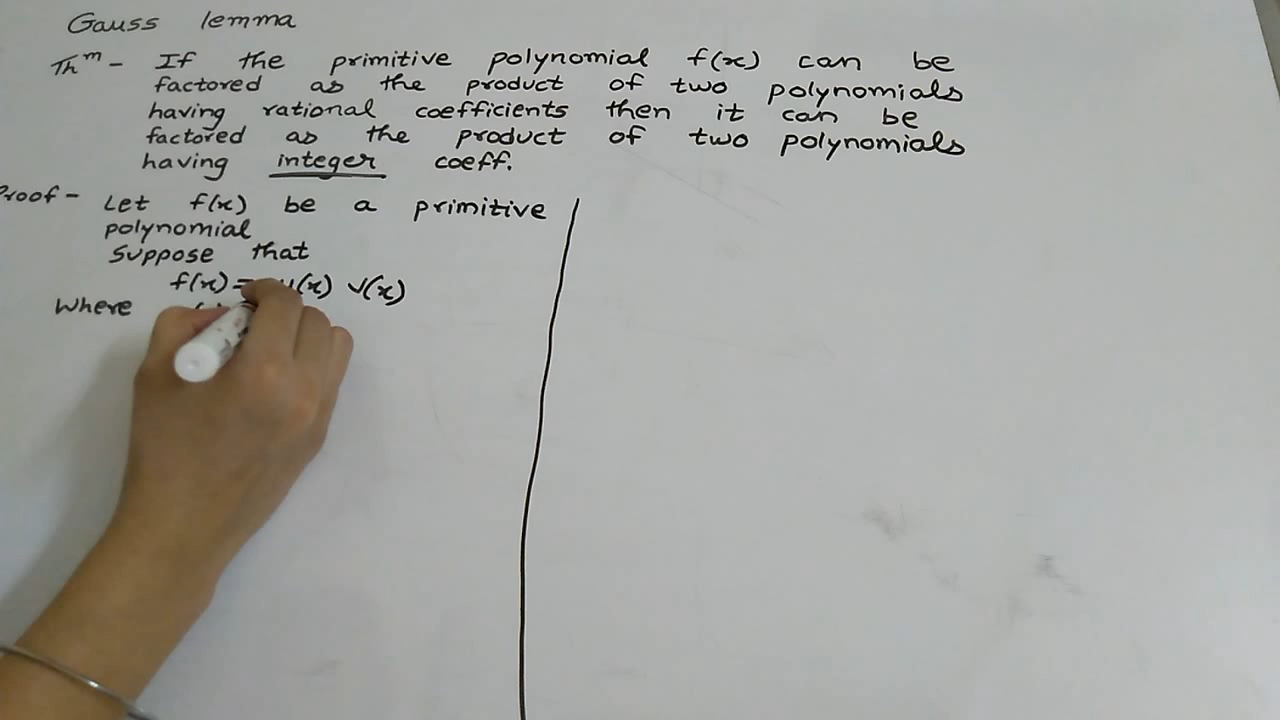 Gauss lemma
Thm - If the primitive polynomial f(x) can be
factored as the product of two polynomials
having rational coefficients then it can be
factored as the product of two polynomials
having integer coeff.
Proof - Let f(x) be a primitive
polynomial
Suppose that
f(x) = u(x) v(x)
Where